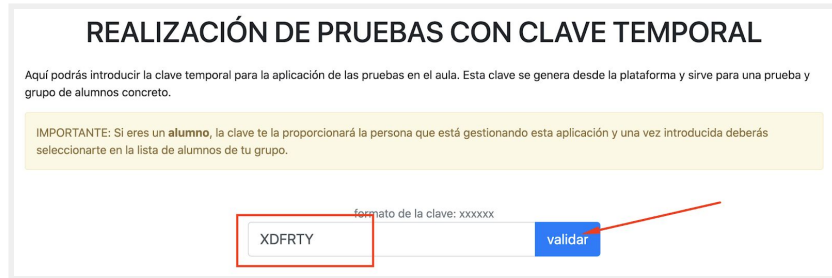 REALIZACIÓN DE PRUEBAS CON CLAVE TEMPORAL
Aquí podrás introducir la clave temporal para la aplicación de las pruebas en el aula. Esta clave se genera desde la plataforma y sirve para una prueba y
grupo de alumnos concreto.
IMPORTANTE: Si eres un alumno, la clave te la proporcionará la persona que está gestionando esta aplicación y una vez introducida deberás
seleccionarte en la lista de alumnos de tu grupo.
formato de la clave: xxxxxx
XDFRTY
validar